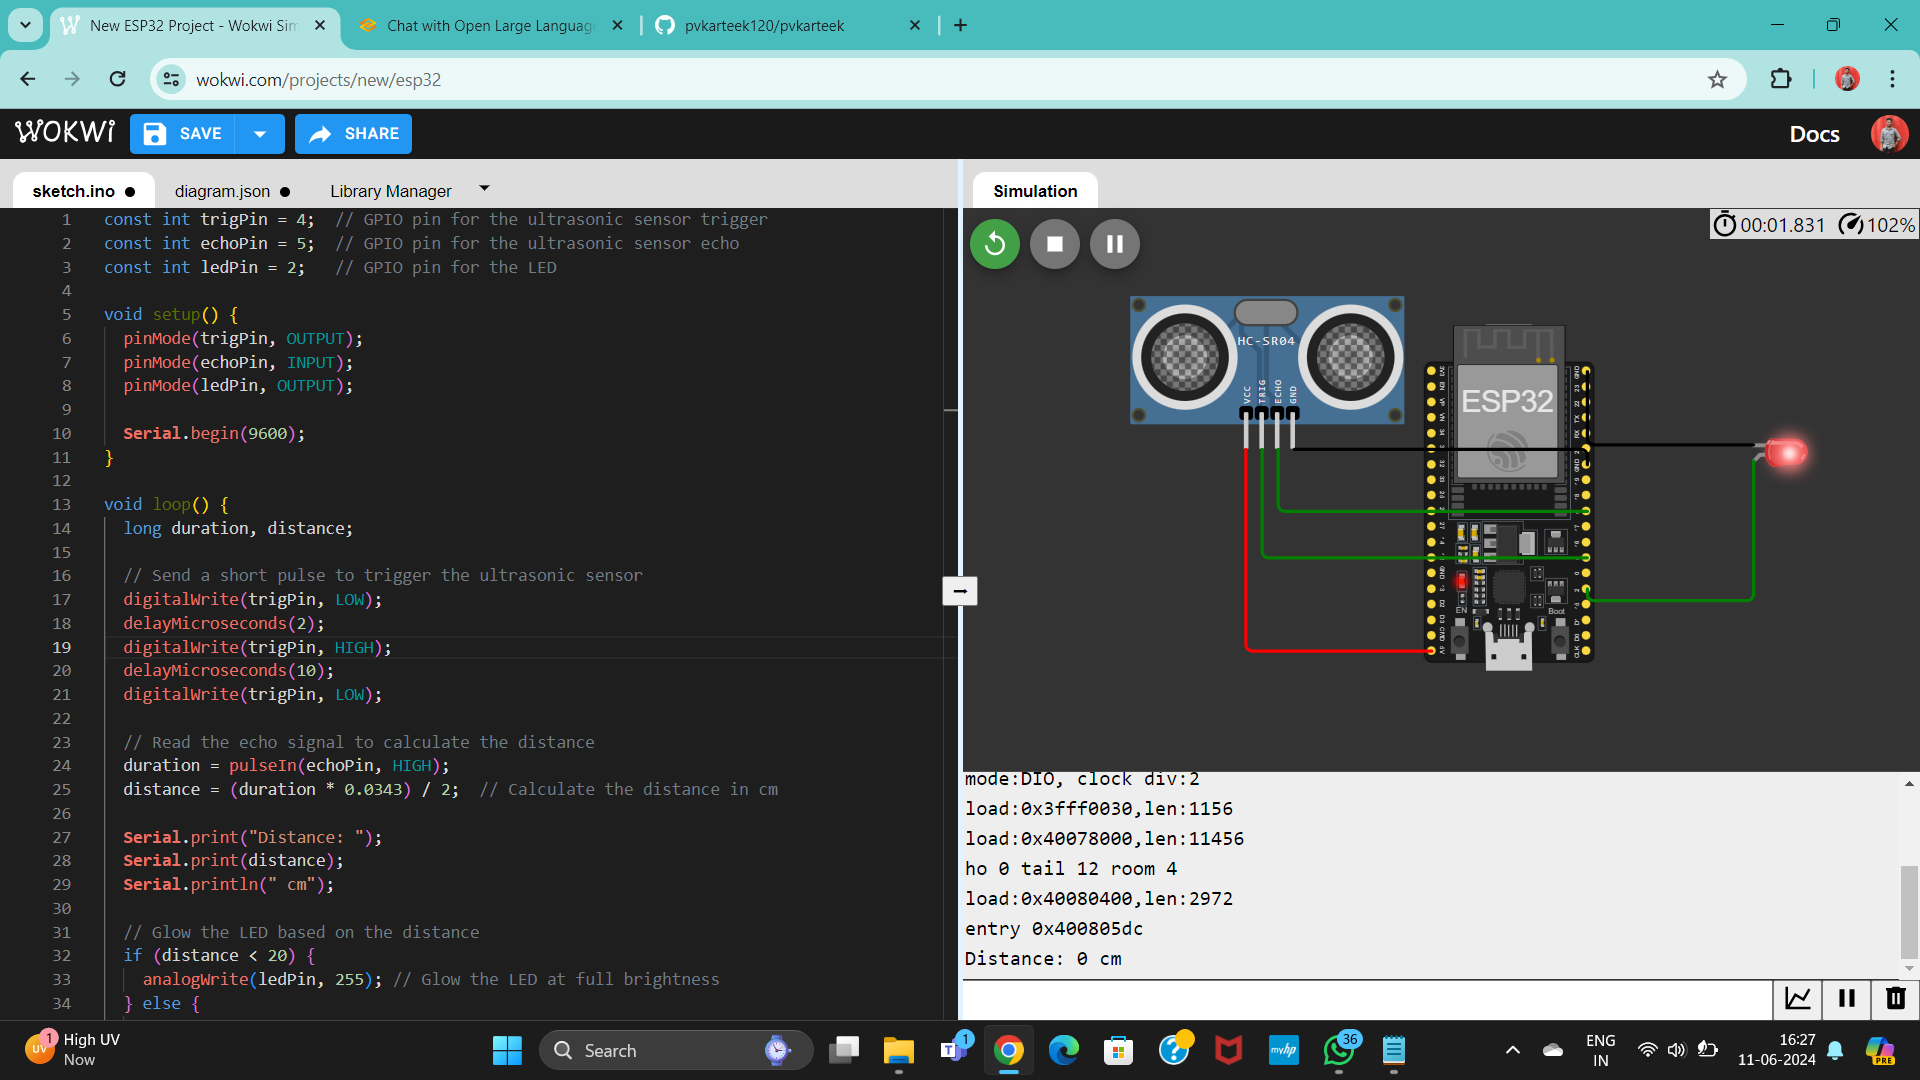 New ESP32 Project - Wokwi Sim
Chat with Open Large Language
pvkarteek120/pvkarteek
wokwi.com/projects/new/esp32
WOKWi
SAVE
SHARE
Docs
sketch.ino
diagram.json
Library Manager
Simulation
1 const int trigPin = 4;  // GPIO pin for the ultrasonic sensor trigger
2 const int echoPin = 5;  // GPIO pin for the ultrasonic sensor echo
3 const int ledPin = 2;   // GPIO pin for the LED
4
5 void setup() {
6   pinMode(trigPin, OUTPUT);
7   pinMode(echoPin, INPUT);
8   pinMode(ledPin, OUTPUT);
9
10   Serial.begin(9600);
11 }
12
13 void loop() {
14   long duration, distance;
15
16   // Send a short pulse to trigger the ultrasonic sensor
17   digitalWrite(trigPin, LOW);
18   delayMicroseconds(2);
19   digitalWrite(trigPin, HIGH);
20   delayMicroseconds(10);
21   digitalWrite(trigPin, LOW);
22
23   // Read the echo signal to calculate the distance
24   duration = pulseIn(echoPin, HIGH);
25   distance = (duration * 0.0343) / 2;  // Calculate the distance in cm
26
27   Serial.print("Distance: ");
28   Serial.print(distance);
29   Serial.println(" cm");
30
31   // Glow the LED based on the distance
32   if (distance < 20) {
33     analogWrite(ledPin, 255); // Glow the LED at full brightness
34   } else {
00:01.831
102%
HC-SR04
VCC
TRIG
ECHO
GND
ESP32
EN
Boot
mode:DIO, clock div:2
load:0x3fff0030,len:1156
load:0x40078000,len:11456
ho 0 tail 12 room 4
load:0x40080400,len:2972
entry 0x400805dc
Distance: 0 cm
1
UV
High UV
Now
Search
1
T
myhp
36
ENG
IN
16:27
11-06-2024
PRE